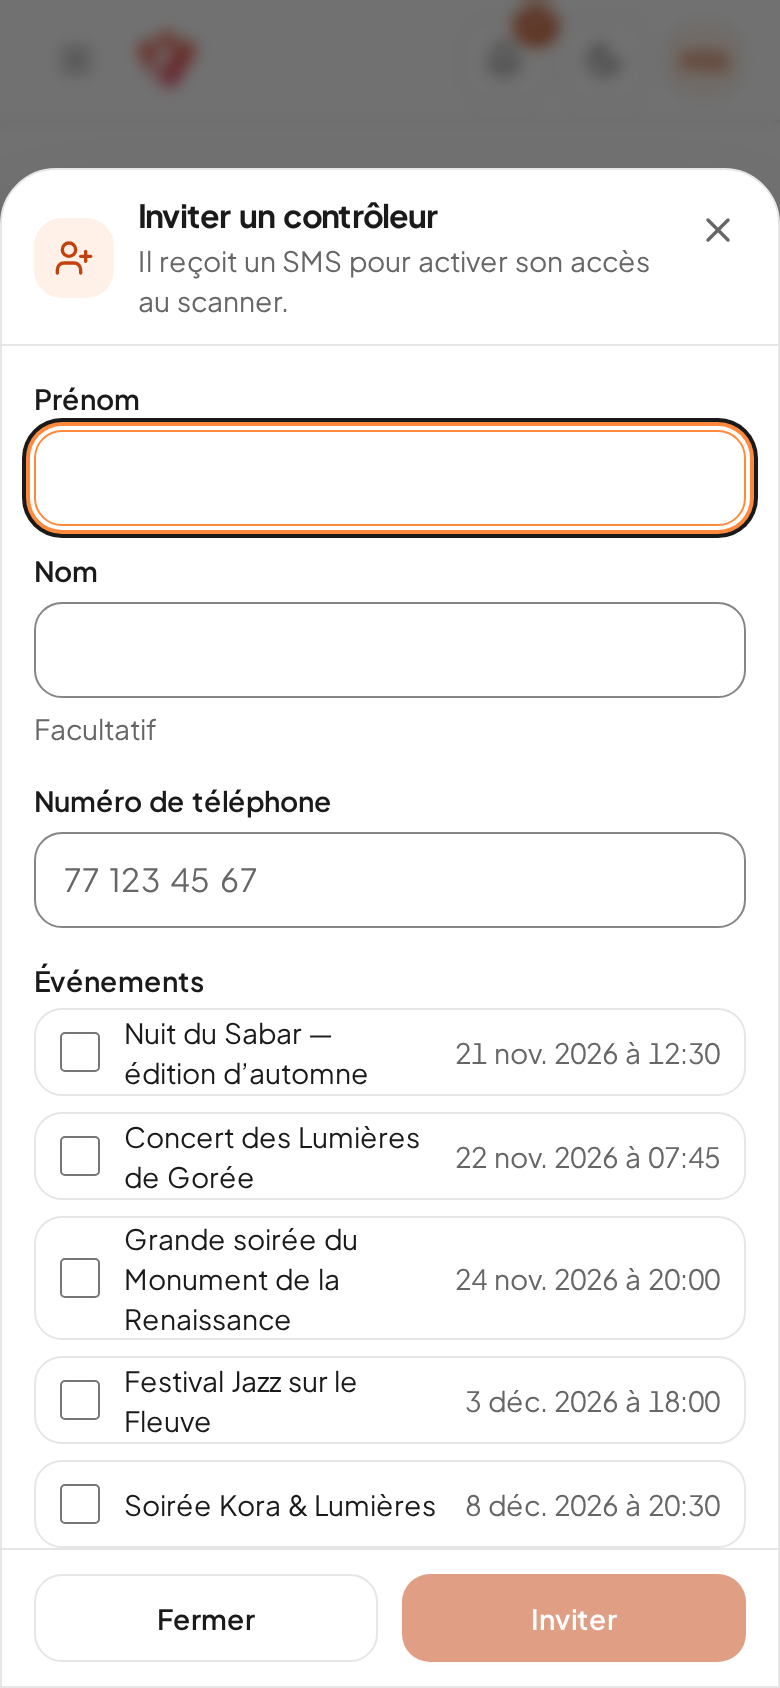 Inviter un contrôleur
Il reçoit un SMS pour activer son accès
au scanner.
Prénom
Nom
Facultatif
Numéro de téléphone
77 123 45 67
Événements
Nuit du Sabar —
édition d’automne
21 nov. 2026 à 12:30
Concert des Lumières
de Gorée
22 nov. 2026 à 07:45
Grande soirée du
Monument de la
Renaissance
24 nov. 2026 à 20:00
Festival Jazz sur le
Fleuve
3 déc. 2026 à 18:00
Soirée Kora & Lumières
8 déc. 2026 à 20:30
Fermer
Inviter